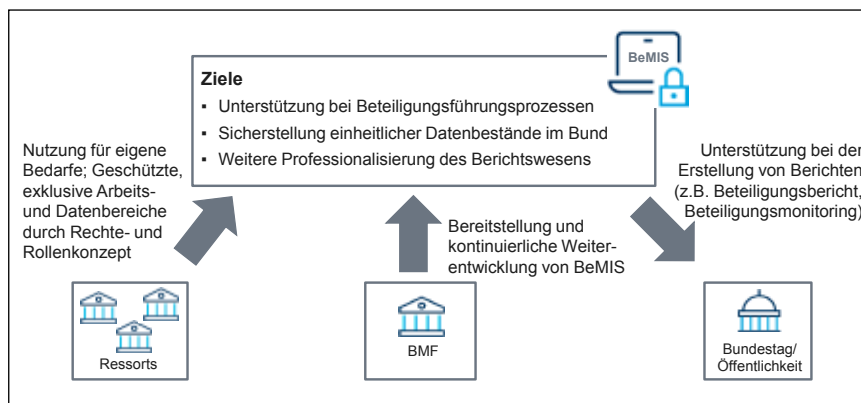 BeMIS
Ziele
▪ Unterstützung bei Beteiligungsführungsprozessen
▪ Sicherstellung einheitlicher Datenbestände im Bund
▪ Weitere Professionalisierung des Berichtswesens
Nutzung für eigene
Bedarfe; Geschützte,
exklusive Arbeits-
und Datenbereiche
durch Rechte- und
Rollenkonzept
Bereitstellung und
kontinuierliche Weiter-
entwicklung von BeMIS
Unterstützung bei der
Erstellung von Berichten
(z.B. Beteiligungsbericht,
Beteiligungsmonitoring)
Ressorts
BMF
Bundestag/
Öffentlichkeit